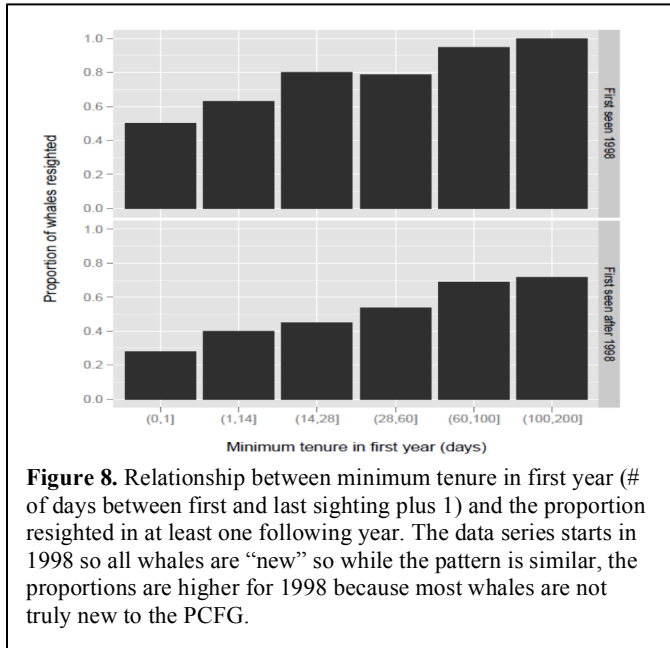 1.0
0.8
0.6
0.4
0.2
0.0
First seen 1998
Proportion of whales resighted
1.0
0.8
0.6
0.4
0.2
0.0
First seen after 1998
(0,1] (1,14] (14,28] (28,60] (60,100] (100,200]
Minimum tenure in first year (days)
Figure 8. Relationship between minimum tenure in first year (#
of days between first and last sighting plus 1) and the proportion
resighted in at least one following year. The data series starts in
1998 so all whales are “new” so while the pattern is similar, the
proportions are higher for 1998 because most whales are not
truly new to the PCFG.